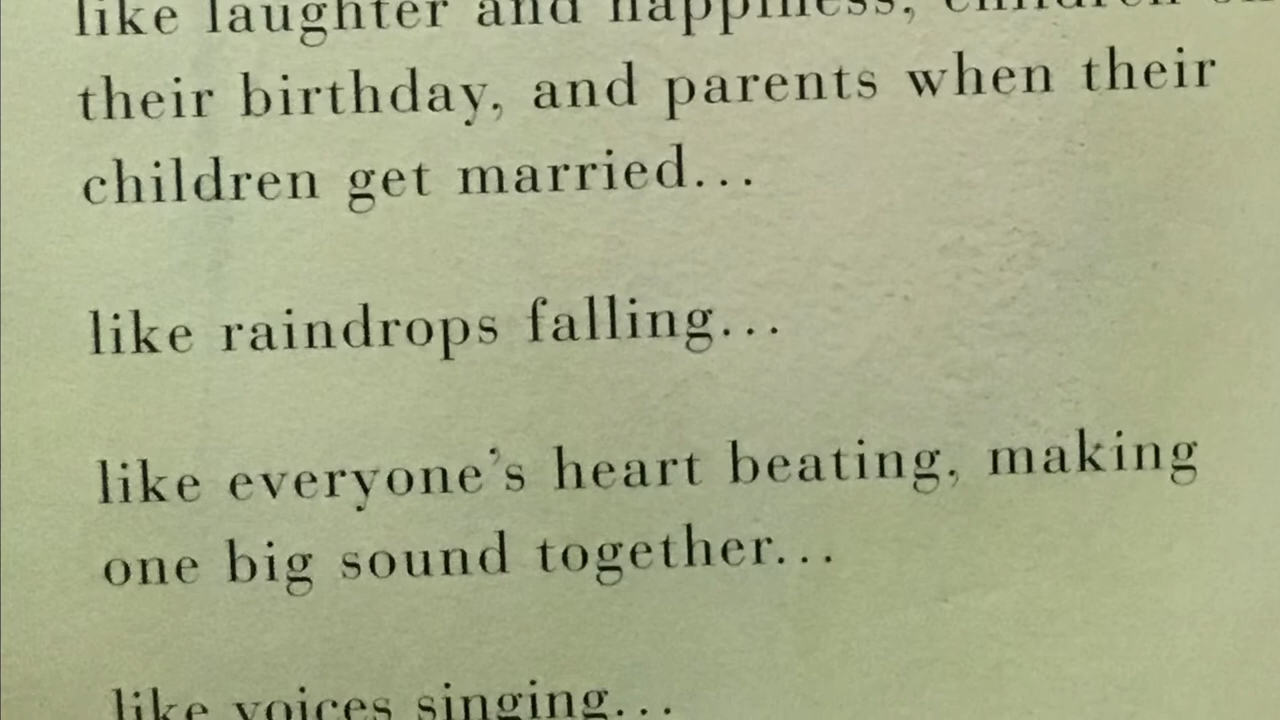 like laughter and happiness, children
their birthday, and parents when their
children get married...
like raindrops falling...
like everyone's heart beating, making
one big sound together...
like voices singing...